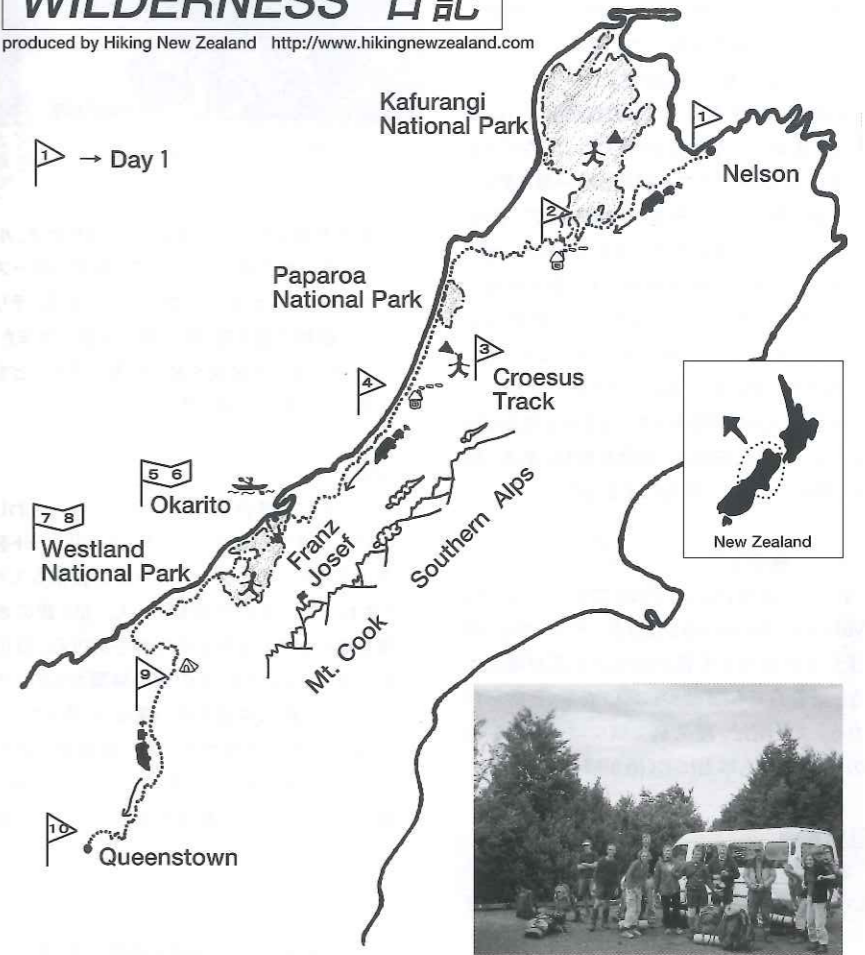 WILDERNESS 日記
produced by Hiking New Zealand http://www.hikingnewzealand.com
1 → Day 1
Kafurangi
National Park
1
Nelson
2
Paparoa
National Park
3
Croesus
Track
4
5 6
Okarito
7 8
Westland
National Park
Franz
Josef
Southern Alps
Mt. Cook
New Zealand
9
10
Queenstown